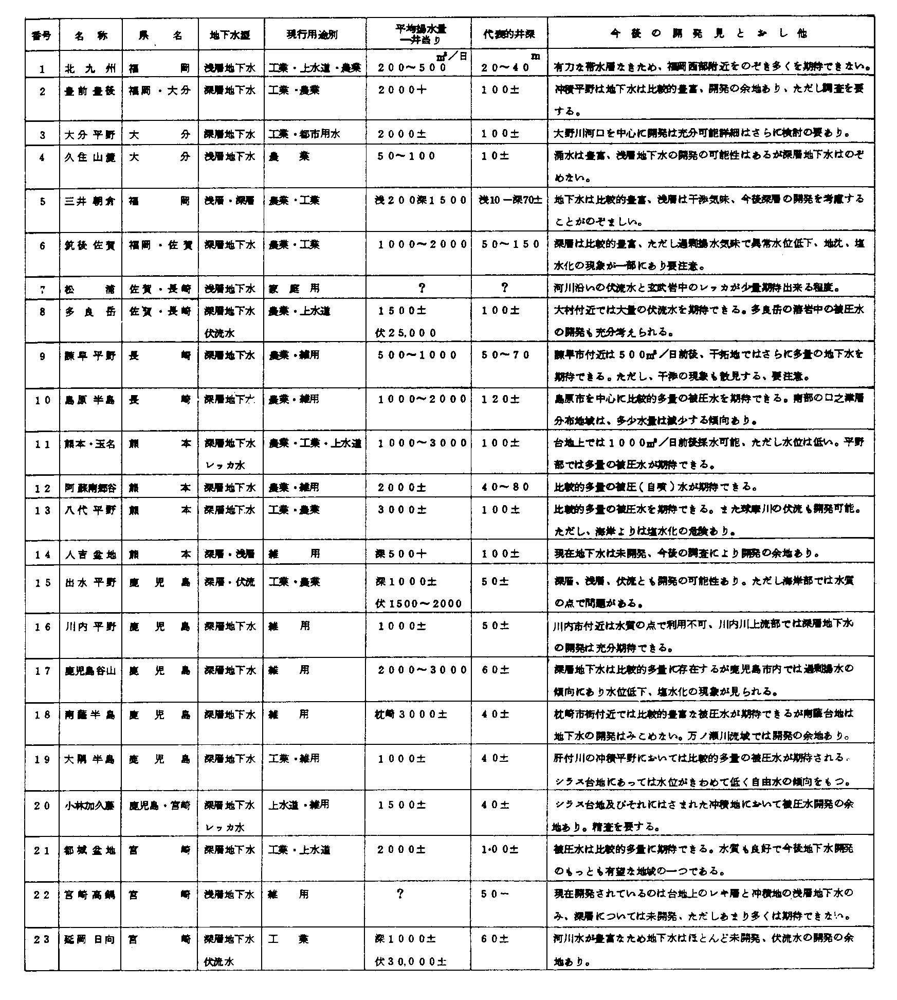 番号 名称 県名 地下水型 現行用途別 平均揚水量 代表的井深 今後の開発見とおし他
一井当り
㎥/日 m
1 北九州 福岡 浅層地下水 工業・上水道・農業 200〜500 20〜40 有力な帯水層なきため、福岡西部附近をのぞき多くを期待できない。
2 豊前豊後 福岡・大分 深層地下水 工業・農業 2000+ 100± 冲積平野は地下水は比較的豊富、開発の余地あり、ただし調査を要
する。
3 大分平野 大分 深層地下水 工業・都市用水 2000± 100± 大野川河口を中心に開発は充分可能詳細はさらに検討の要あり。
4 久住山麓 大分 浅層地下水 農業 50〜100 10± 涌水は豊富、浅層地下水の開発の可能性はあるが深層地下水はのぞ
めない。
5 三井朝倉 福岡 浅層・深層 農業・工業 浅200深1500 浅10－深70± 地下水は比較的豊富、浅層は干渉気味、今後深層の開発を考慮する
ことがのぞましい。
6 筑後佐賀 福岡・佐賀 深層地下水 農業・工業 1000〜2000 50〜150 深層は比較的豊富、ただし過剰揚水気味で異常水位低下、地沈、塩
水化の現象が一部にあり要注意。
7 松浦 佐賀・長崎 浅層地下水 家庭用 ? ? 河川沿いの伏流水と玄武岩中のレッカが少量期待出来る程度。
8 多良岳 佐賀・長崎 深層地下水 農業・上水道 1500± 100± 大村付近では大量の伏流水を期待できる。多良岳の溶岩中の被圧水
伏流水 伏25,000 の開発も充分考えられる。
9 諫早平野 長崎 深層地下水 農業・雑用 500〜1000 50〜70 諫早市付近は500㎥/日前後、干拓地ではさらに多量の地下水を
期待できる。ただし、干渉の現象も散見する、要注意。
10 島原半島 長崎 深層地下水 農業・雑用 1000〜2000 120± 島原市を中心に比較的多量の被圧水を期待できる。南部の口之津層
分布地域は、多少水量は減少する傾向あり。
11 熊本・玉名 熊本 深層地下水 農業・工業・上水道 1000〜3000 100± 台地上では1000㎥/日前後採水可能、ただし水位は低い。平野
レッカ水 部では多量の被圧水が期待できる。
12 阿蘇南郷谷 熊本 深層地下水 農業・雑用 2000± 40〜80 比較的多量の被圧(自噴)水が期待できる。
13 八代平野 熊本 深層地下水 工業・農業 3000± 100± 比較的多量の被圧水を期待できる。また球摩川の伏流も開発可能。
ただし、海岸よりは塩水化の危険あり。
14 人吉盆地 熊本 深層・浅層 雑用 深500+ 100± 現在地下水は未開発、今後の調査により開発の余地あり。
15 出水平野 鹿児島 深層・伏流 工業・農業 深1000± 50± 深層、浅層、伏流とも開発の可能性あり。ただし海岸部では水質
伏1500〜2000 の点で問題がある。
16 川内平野 鹿児島 深層地下水 雑用 1000± 50± 川内市付近は水質の点で利用不可、川内川上流部では深層地下水
の開発は充分期待できる。
17 鹿児島谷山 鹿児島 深層地下水 雑用 2000〜3000 60± 深層地下水は比較的多量に存在するが鹿児島市内では過剰揚水の
傾向にあり水位低下、塩水化の現象が見られる。
18 南薩半島 鹿児島 深層地下水 雑用 枕崎3000± 40± 枕崎市街付近では比較的豊富な被圧水が期待できるが南薩台地は
地下水の開発はみこめない。万ノ瀬川流域では開発の余地あり。
19 大隅半島 鹿児島 深層地下水 工業・雑用 1000± 40± 肝付川の冲積平野においては比較的多量の被圧水が期待される。
シラス台地にあっては水位がきわめて低く自由水の傾向をもつ。
20 小林加久藤 鹿児島・宮崎 深層地下水 上水道・雑用 1500± 40± シラス台地及びそれにはさまれた冲積地において被圧水開発の余
レッカ水 地あり。精査を要する。
21 都城盆地 宮崎 深層地下水 工業・上水道 2000± 1·00± 被圧水は比較的多量に期待できる。水質も良好で今後地下水開発
のもっとも有望な地域の一つである。
22 宮崎高鍋 宮崎 浅層地下水 雑用 ? 50－ 現在開発されているのは台地上のレキ層と冲積地の浅層地下水の
み、深層については未開発、ただしあまり多くは期待できない。
23 延岡日向 宮崎 深層地下水 工業 深1000± 60± 河川水が豊富なため地下水はほとんど未開発、伏流水の開発の余
伏流水 伏30,000± 地あり。